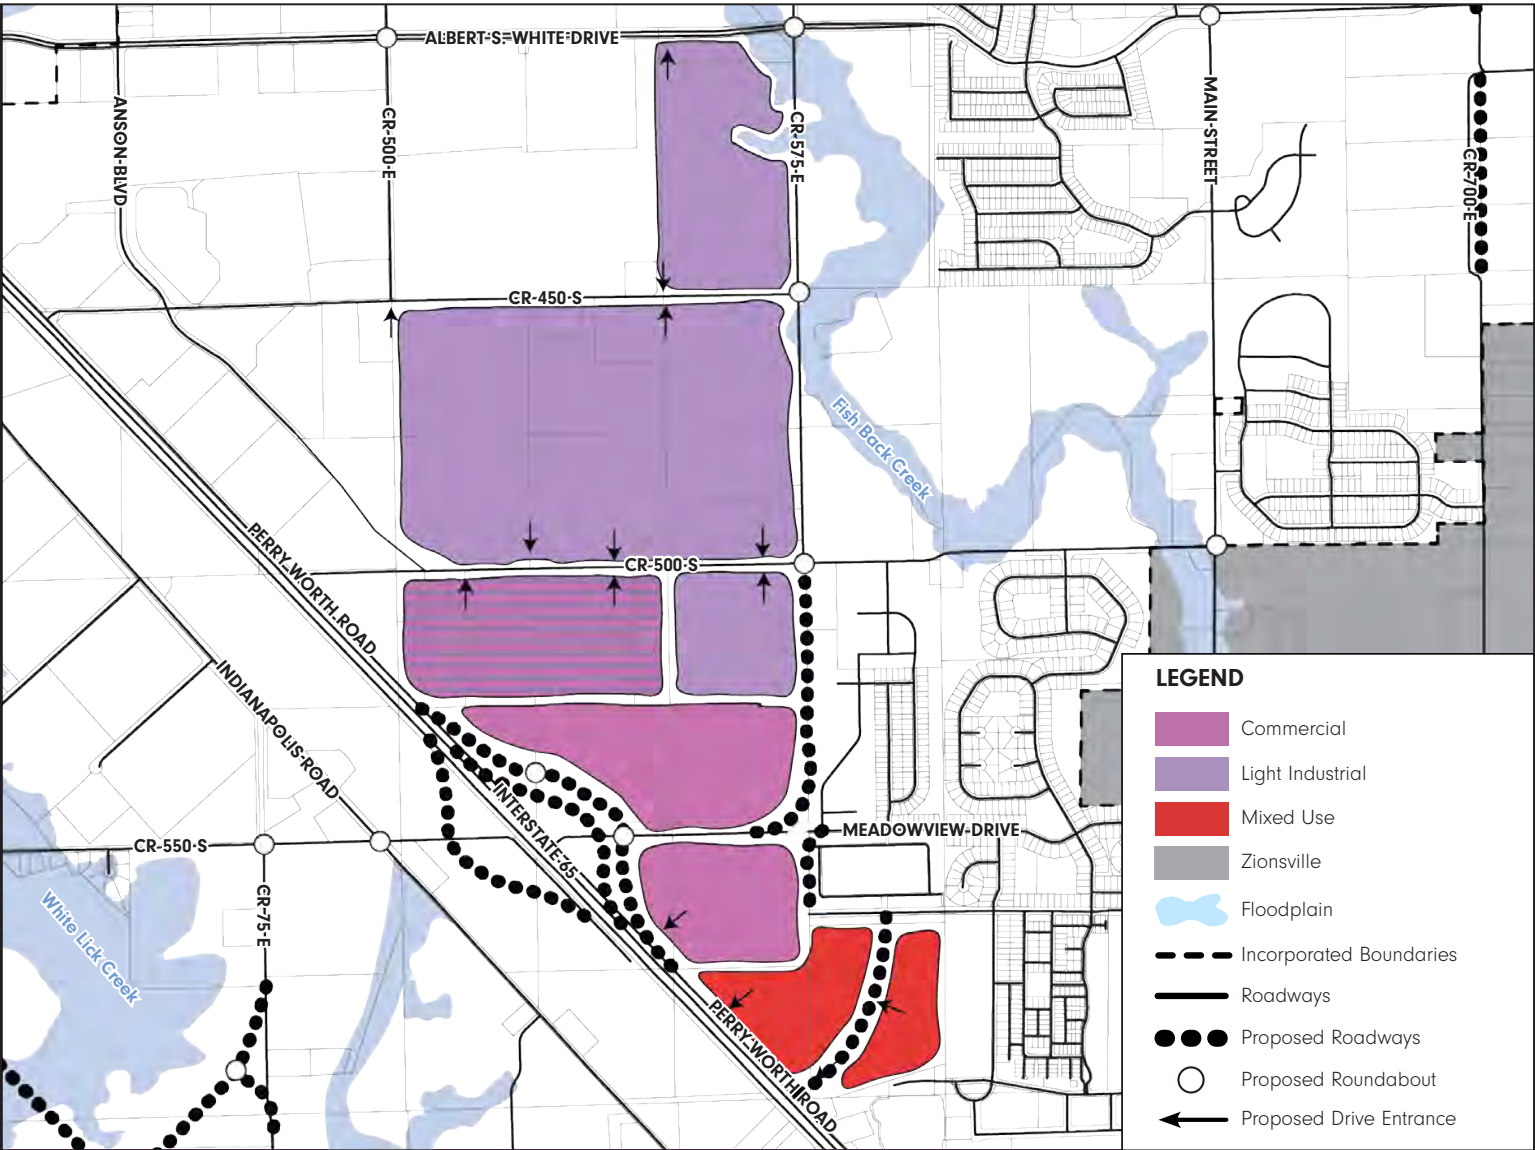 ALBERT S. WHITE DRIVE
ANSON BLVD
CR-500-E
CR-575-E
MAIN STREET
CR-700-E
CR-450 S
Fish Back Creek
PERRY WORTH ROAD
CR-500 S
INDIANAPOLIS ROAD
INTERSTATE 65
CR-550 S
MEADOWVIEW DRIVE
White Lick Creek
CR-75-E
PERRY WORTH ROAD
LEGEND
Commercial
Light Industrial
Mixed Use
Zionsville
Floodplain
Incorporated Boundaries
Roadways
Proposed Roadways
Proposed Roundabout
Proposed Drive Entrance